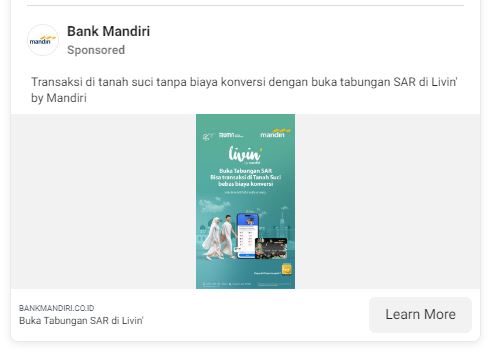 Bank Mandiri
Sponsored
mandiri
Transaksi di tanah suci tanpa biaya konversi dengan buka tabungan SAR di Livin'
by Mandiri
BUMN
mandiri
livin'
by mandiri
Buka Tabungan SAR
Bisa transaksi di Tanah Suci
bebas biaya konversi
BANKMANDIRI.CO.ID
Buka Tabungan SAR di Livin'
Learn More